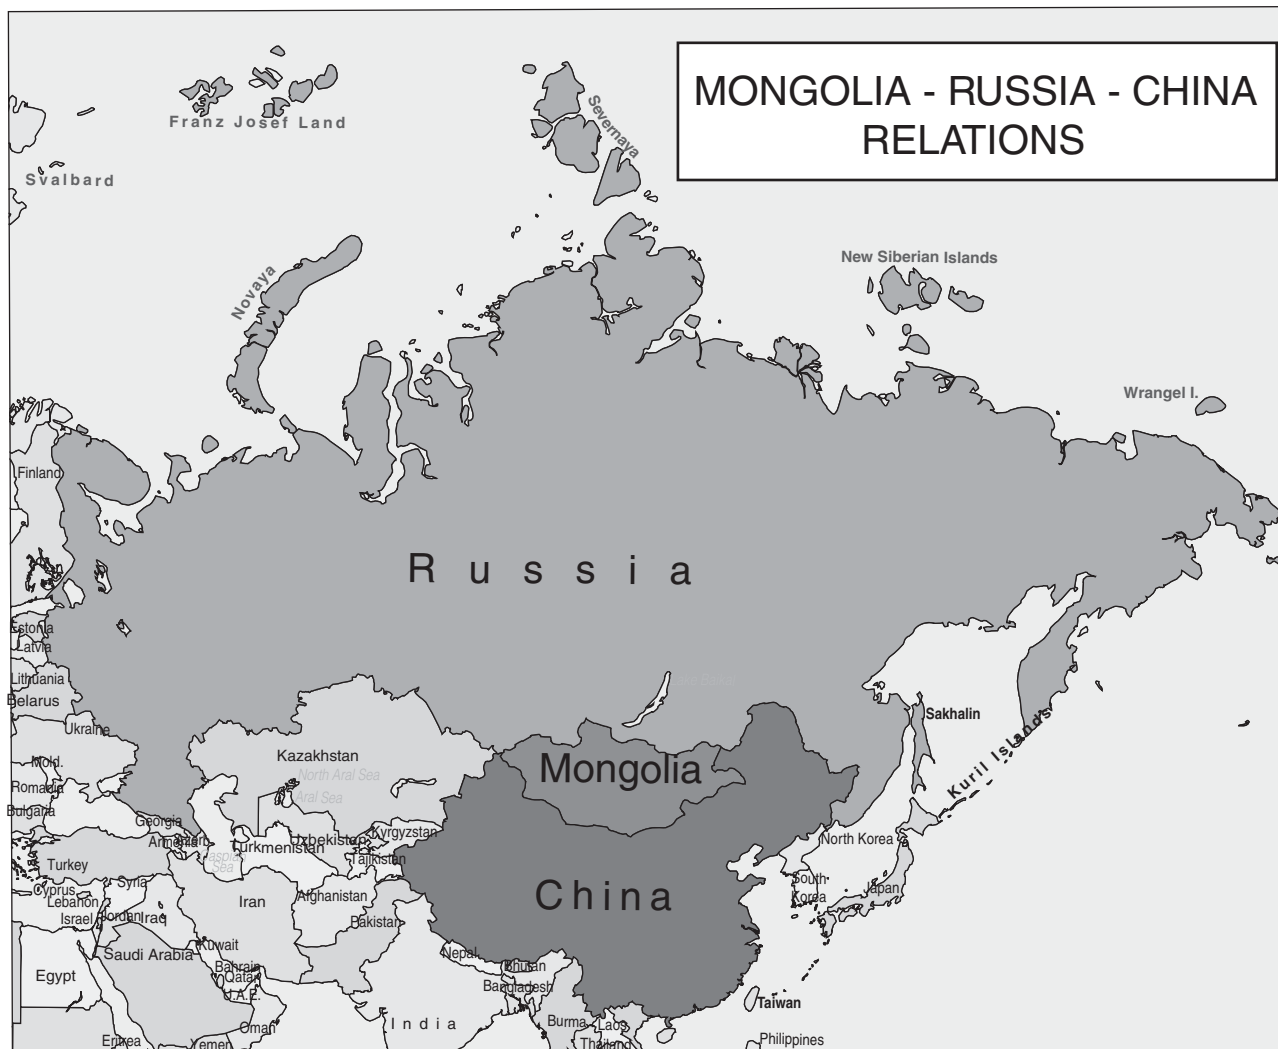 MONGOLIA - RUSSIA - CHINA
RELATIONS
Franz Josef Land
Severnaya
Svalbard
Novaya
New Siberian Islands
Wrangel I.
Finland
Russia
Estonia
Latvia
Lithuania
Belarus
Lake Baikal
Ukraine
Sakhalin
Kuril Islands
Kazakhstan
Mongolia
Mold.
North Aral Sea
Aral Sea
Romania
Bulgaria
Georgia
Kyrgyzstan
North Korea
Armenia
Azerb.
Uzbekistan
Turkmenistan
Caspian
Sea
Tajikistan
Turkey
South
Korea
Japan
Syria
Cyprus
Lebanon
Iran
Afghanistan
China
Israel
Jordan
Iraq
Pakistan
Kuwait
Saudi Arabia
Nepal
Bhutan
Bahrain
Qatar
Egypt
Bangladesh
U.A.E.
Taiwan
India
Burma
Laos
Oman
Eritrea
Yemen
Thailand
Philippines